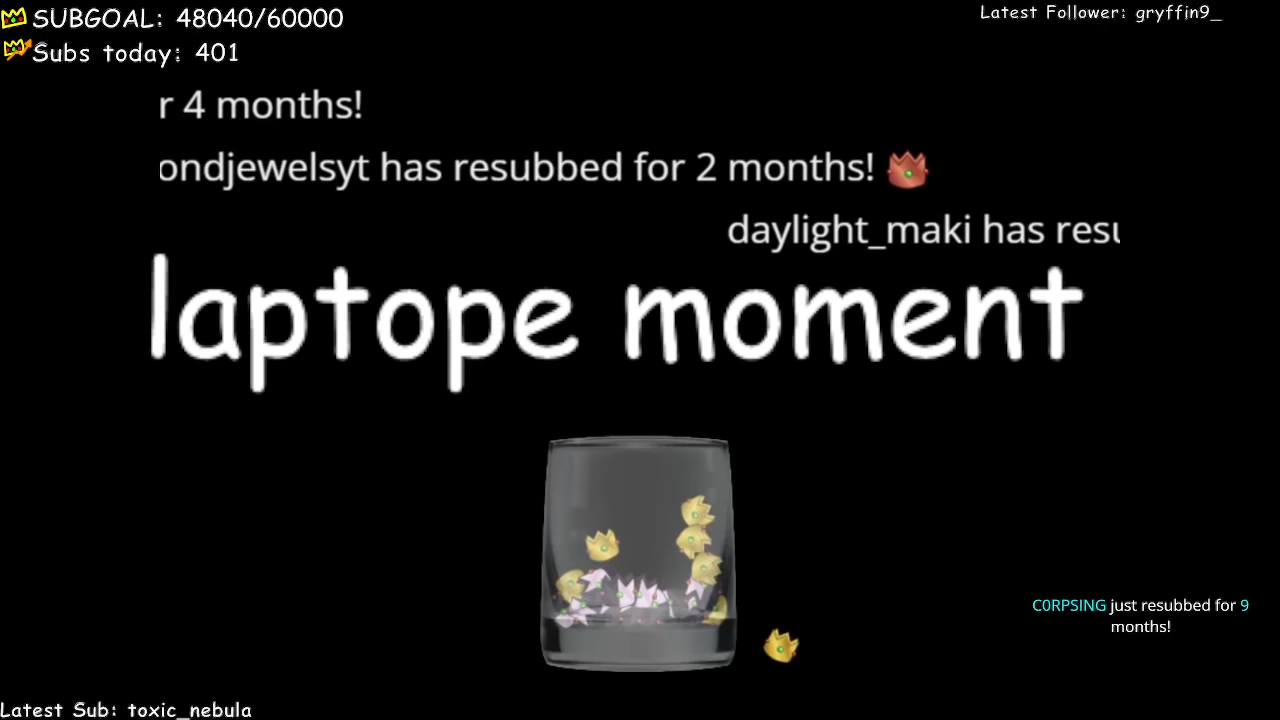 SUBGOAL: 48040/60000
Latest Follower: gryffin9_
Subs today: 401
r 4 months!
ondjewelsyt has resubbed for 2 months!
daylight_maki has resu
laptope moment
C0RPSING just resubbed for 9
months!
Latest Sub: toxic_nebula